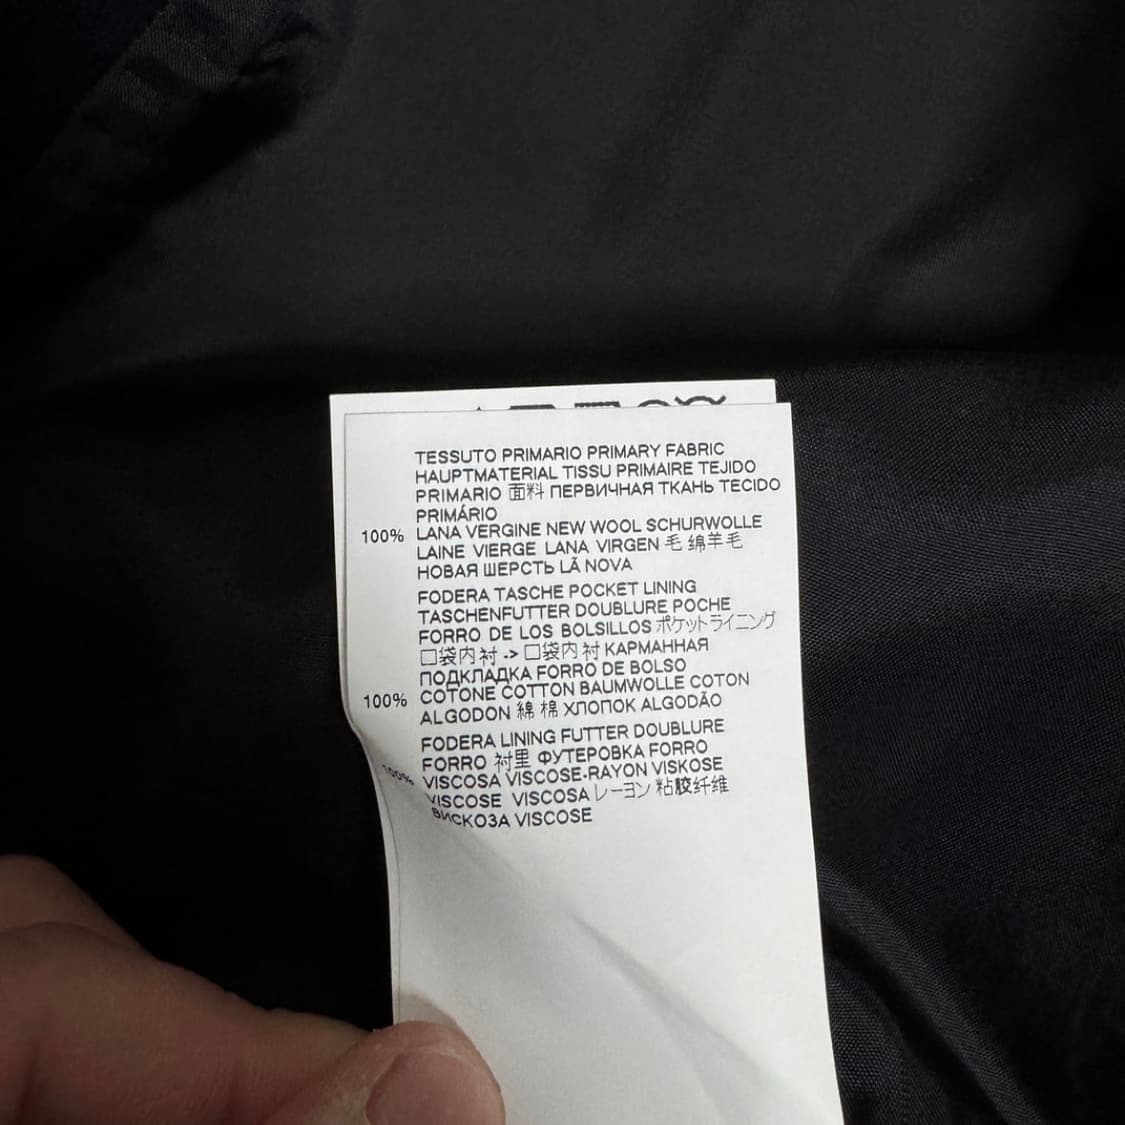 TESSUTO PRIMARIO PRIMARY FABRIC
HAUPTMATERIAL TISSU PRIMAIRE TEJIDO
PRIMARIO 面料 ПЕРВИЧНАЯ ТКАНЬ TECIDO
PRIMÁRIO
100% LANA VERGINE NEW WOOL SCHURWOLLE
LAINE VIERGE LANA VIRGEN 毛 绵羊毛
НОВАЯ ШЕРСТЬ LÃ NOVA
FODERA TASCHE POCKET LINING
TASCHENFUTTER DOUBLURE POCHE
FORRO DE LOS BOLSILLOS ポケットライニング
口袋内衬 -> 口袋内衬 КАРМАННАЯ
ПОДКЛАДКА FORRO DE BOLSO
100% COTONE COTTON BAUMWOLLE COTON
ALGODON 綿 棉 ХЛОПОК ALGODÃO
FODERA LINING FUTTER DOUBLURE
FORRO 衬里 ФУТЕРОВКА FORRO
100% VISCOSA VISCOSE-RAYON VISKOSE
VISCOSE VISCOSA レーヨン 粘胶纤维
ВИСКОЗА VISCOSE